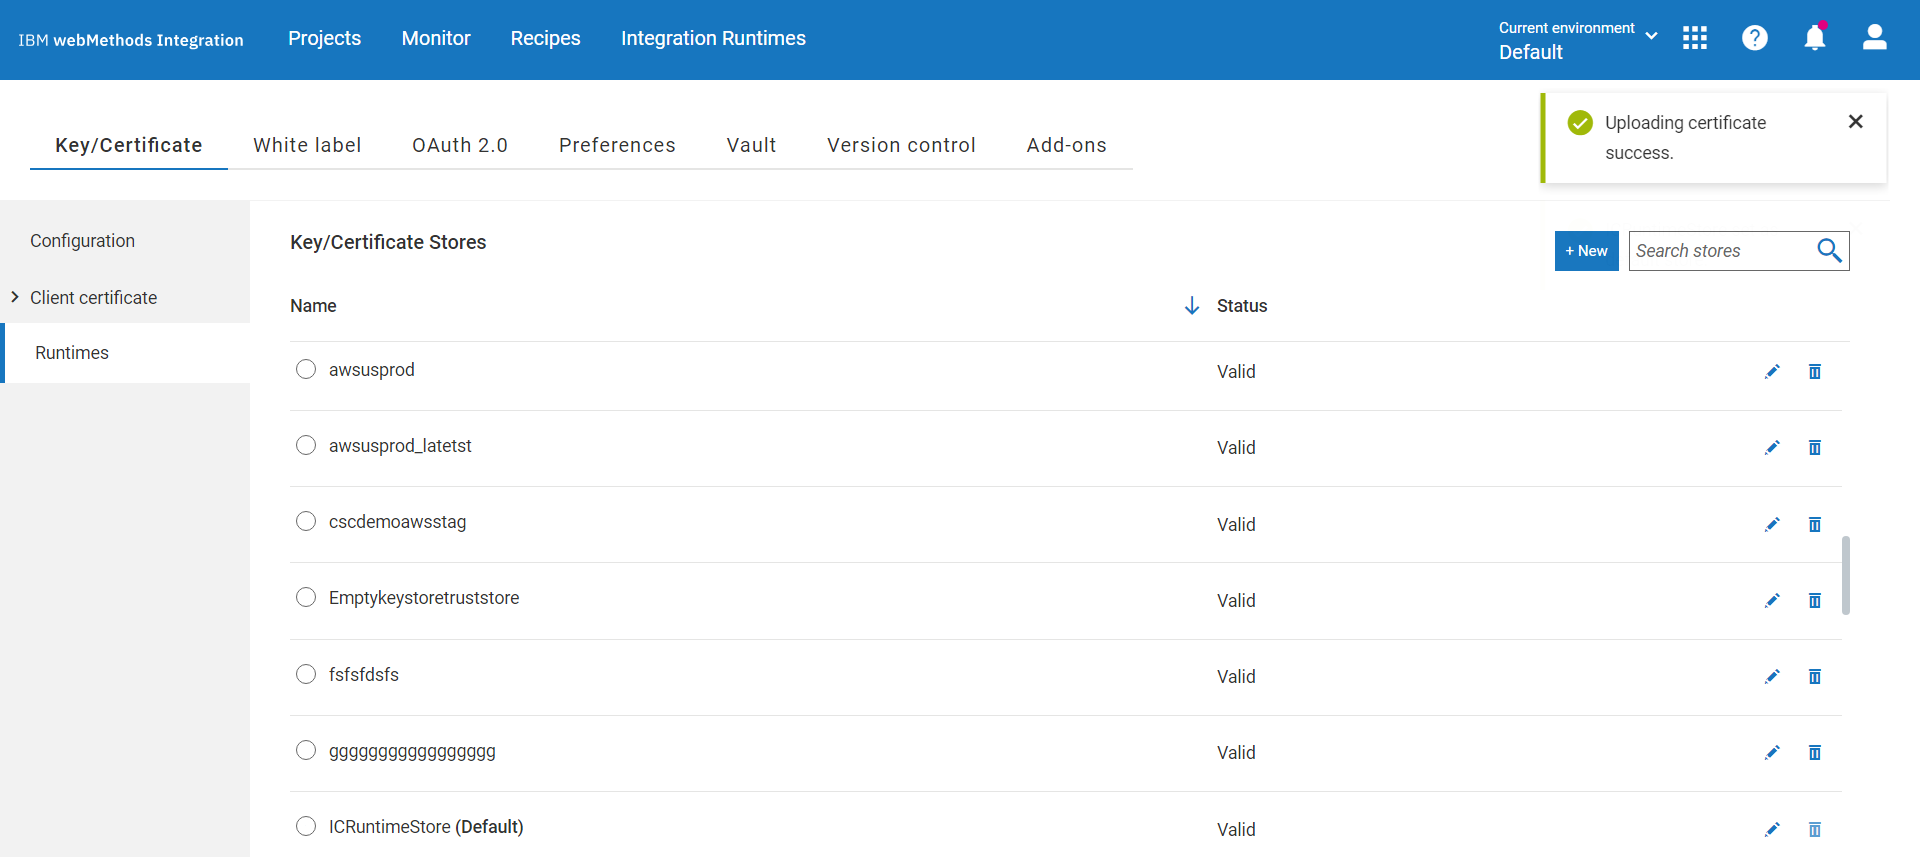 IBM webMethods Integration
Projects
Monitor
Recipes
Integration Runtimes
Current environment
Default
Key/Certificate
White label
OAuth 2.0
Preferences
Vault
Version control
Add-ons
Uploading certificate
success.
Configuration
Client certificate
Runtimes
Key/Certificate Stores
+ New
Search stores
Name
Status
awsusprod
Valid
awsusprod_latetst
Valid
cscdemoawsstag
Valid
Emptykeystoretruststore
Valid
fsfsfdsfs
Valid
ggggggggggggggggg
Valid
ICRuntimeStore (Default)
Valid